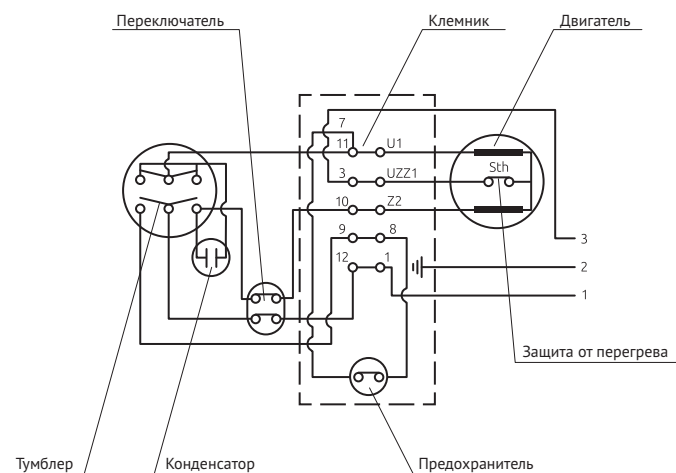 Переключатель
Клемник
Двигатель
7
11
U1
Sth
3
UZZ1
10
Z2
9
8
3
12
1
2
1
Защита от перегрева
Тумблер
Конденсатор
Предохранитель